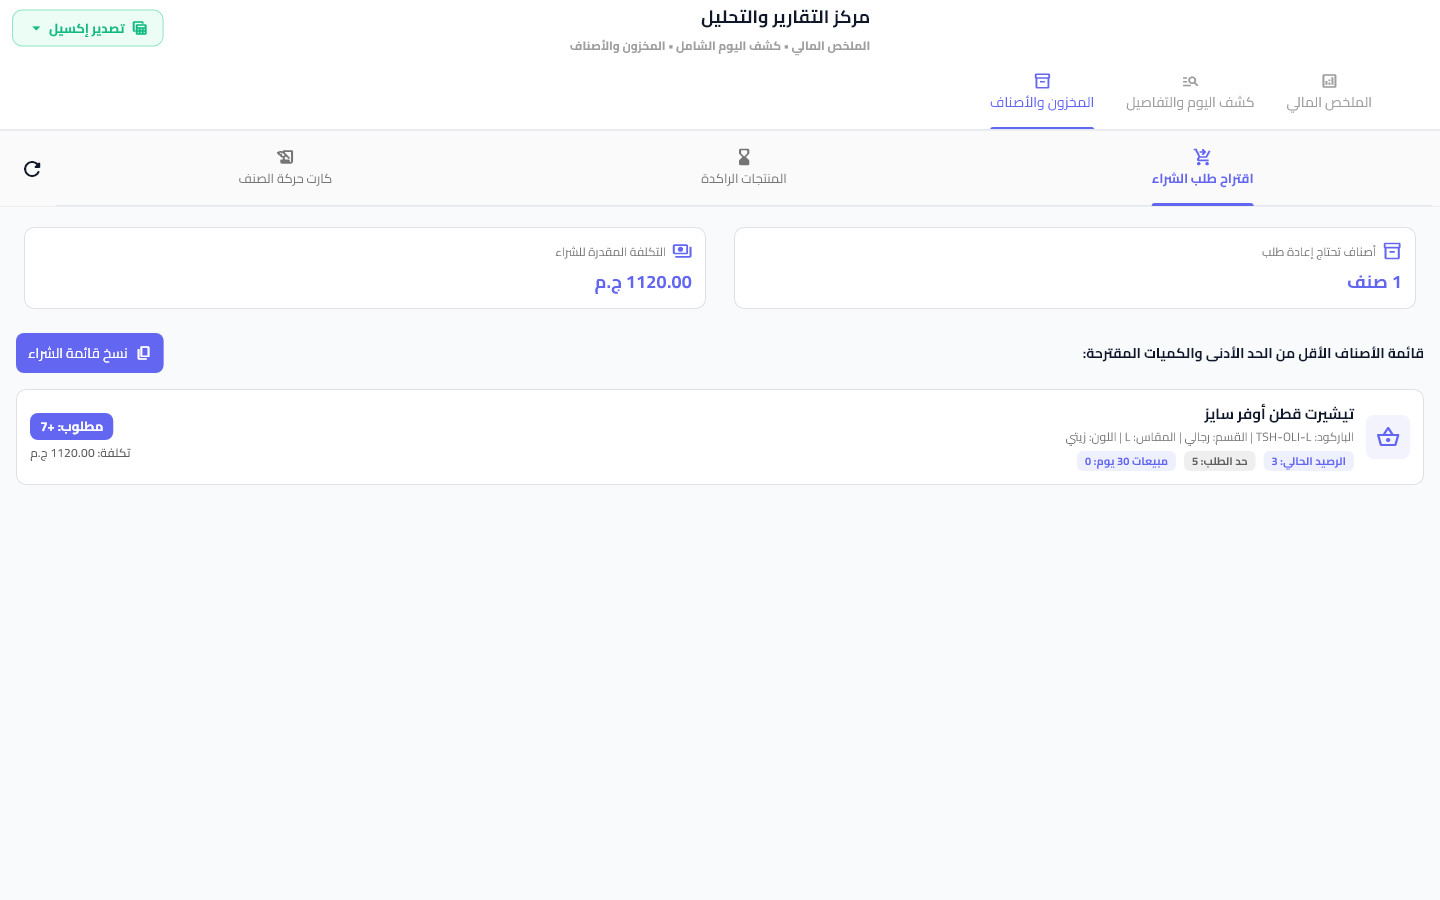 مركز التقارير والتحليل
الملخص المالي • كشف اليوم الشامل • المخزون والأصناف
تصدير إكسيل
الملخص المالي
كشف اليوم والتفاصيل
المخزون والأصناف
اقتراح طلب الشراء
المنتجات الراكدة
كارت حركة الصنف
أصناف تحتاج إعادة طلب
1 صنف
التكلفة المقدرة للشراء
1120.00 ج.م
قائمة الأصناف الأقل من الحد الأدنى والكميات المقترحة:
نسخ قائمة الشراء
تيشيرت قطن أوفر سايز
الباركود: TSH-OLI-L | القسم: رجالي | المقاس: L | اللون: زيتي
الرصيد الحالي: 3
حد الطلب: 5
مبيعات 30 يوم: 0
مطلوب: +7
تكلفة: 1120.00 ج.م